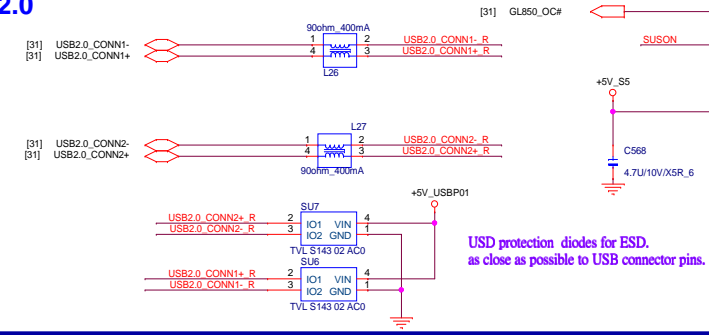 2.0
[31] GL850_OC#
90ohm_400mA
[31] USB2.0_CONN1-
1 2 USB2.0_CONN1-_R
[31] USB2.0_CONN1+
4 3 USB2.0_CONN1+_R
L26
SUSON
+5V_S5
L27
[31] USB2.0_CONN2-
1 2 USB2.0_CONN2-_R
[31] USB2.0_CONN2+
4 3 USB2.0_CONN2+_R
90ohm_400mA
C568
4.7U/10V/X5R_6
+5V_USBP01
SU7
USB2.0_CONN2+_R 2 IO1 VIN 4
USB2.0_CONN2-_R 3 IO2 GND 1
TVL S143 02 AC0
SU6
USB2.0_CONN1+_R 2 IO1 VIN 4
USB2.0_CONN1-_R 3 IO2 GND 1
TVL S143 02 AC0
USD protection diodes for ESD.
as close as possible to USB connector pins.